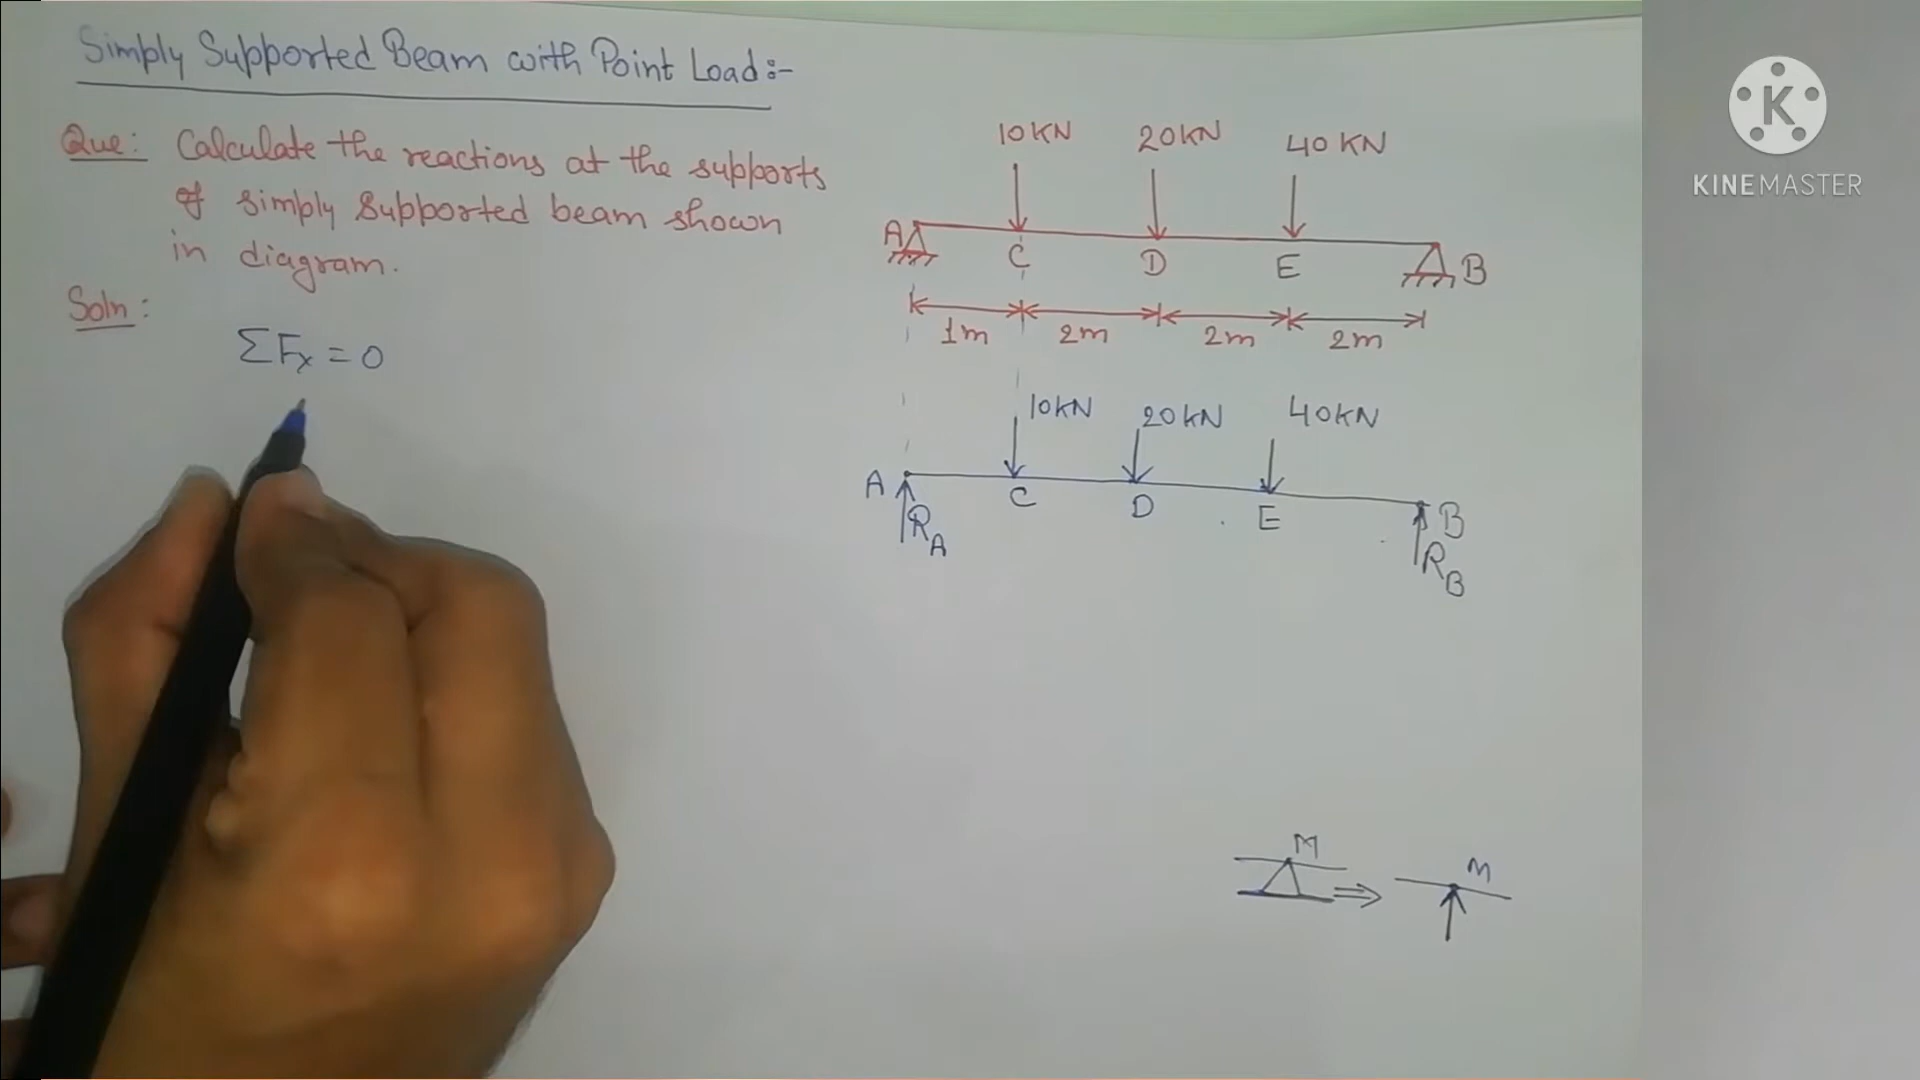 Simply Supported Beam with Point Load:-
Que: Calculate the reactions at the supports
of simply supported beam shown
in diagram.
Soln:
ΣFx = 0
10KN 20KN 40 KN
A C D E B
1m 2m 2m 2m
10KN 20KN 40KN
A C D E B
RA RB
M M
K
KINEMASTER